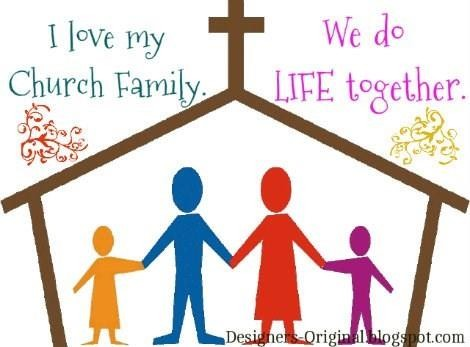 I love my
Church Family.
We do
LIFE together.
Designers-Original.blogspot.com